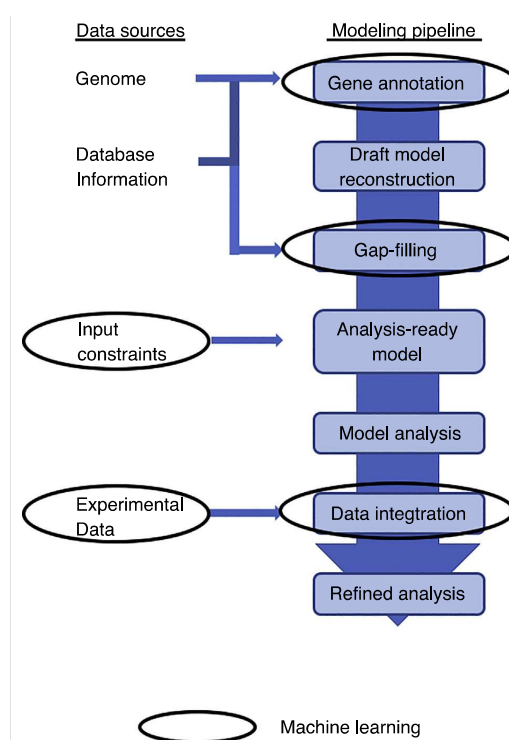 Data sources
Modeling pipeline
Genome
Gene annotation
Database
Information
Draft model
reconstruction
Gap-filling
Input
constraints
Analysis-ready
model
Model analysis
Experimental
Data
Data integtration
Refined analysis
Machine learning